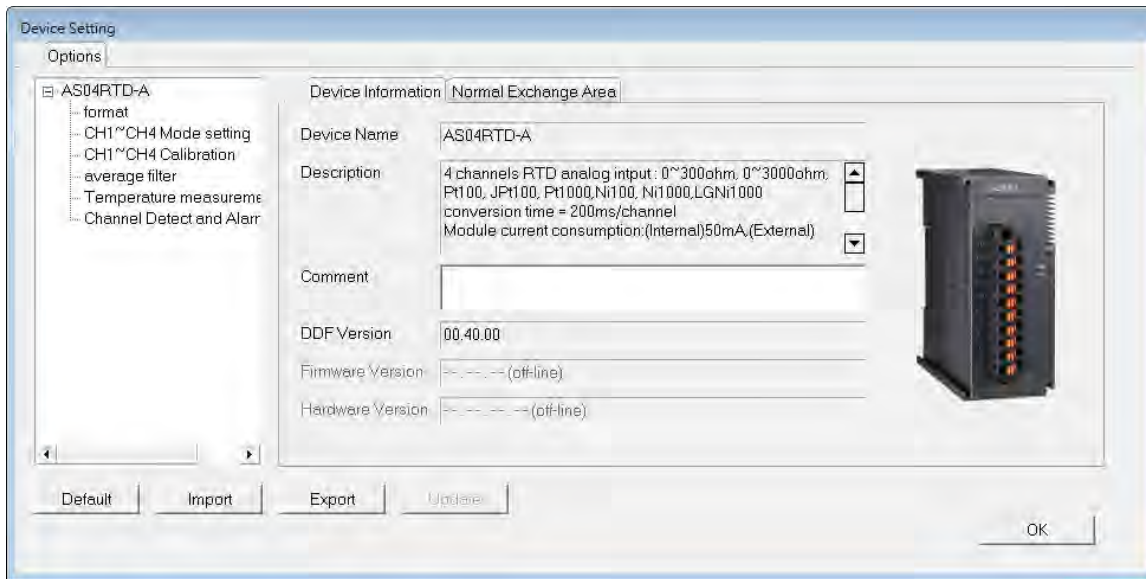 Device Setting
Options
AS04RTD-A
format
CH1~CH4 Mode setting
CH1~CH4 Calibration
average filter
Temperature measureme
Channel Detect and Alarr
Device Information
Normal Exchange Area
Device Name
AS04RTD-A
Description
4 channels RTD analog intput : 0~300ohm, 0~3000ohm,
Pt100, JPt100, Pt1000,Ni100, Ni1000,LGNi1000
conversion time = 200ms/channel
Module current consumption:(Internal)50mA,(External)
Comment
DDF Version
00.40.00
Firmware Version
--.--.--(off-line)
Hardware Version
--.--.--.--(off-line)
Default
Import
Export
Update
OK